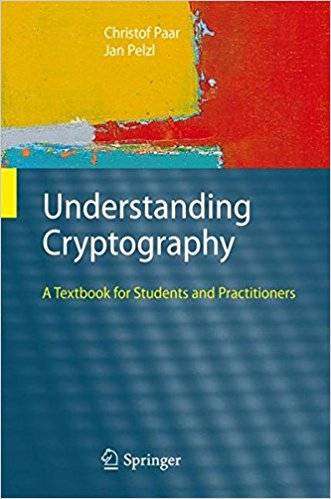 Christof Paar
Jan Pelzl
Understanding
Cryptography
A Textbook for Students and Practitioners
Springer